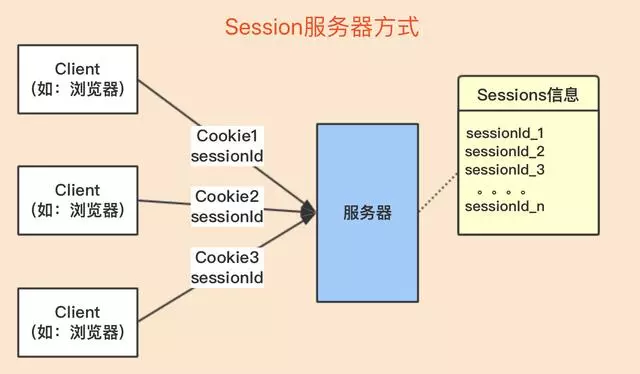 Session服务器方式
Client
(如：浏览器)
Cookie1
sessionId
Client
(如：浏览器)
Cookie2
sessionId
Cookie3
sessionId
Client
(如：浏览器)
服务器
Sessions信息
sessionId_1
sessionId_2
sessionId_3
。。。。
sessionId_n